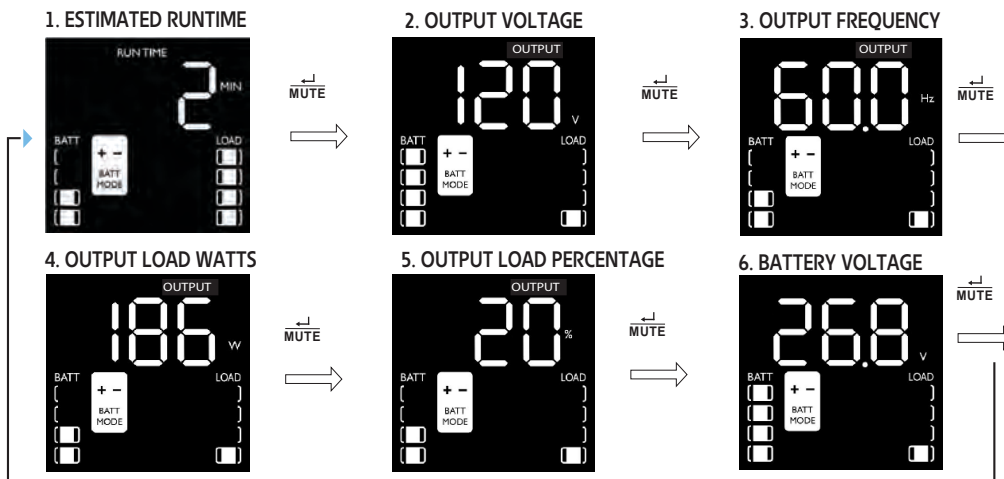 1. ESTIMATED RUNTIME
RUN TIME
2 MIN
BATT
LOAD
+ -
BATT
MODE
MUTE
2. OUTPUT VOLTAGE
OUTPUT
120 V
BATT
LOAD
+ -
BATT
MODE
MUTE
3. OUTPUT FREQUENCY
OUTPUT
60.0 Hz
BATT
LOAD
+ -
BATT
MODE
MUTE
4. OUTPUT LOAD WATTS
OUTPUT
186 W
BATT
LOAD
+ -
BATT
MODE
MUTE
5. OUTPUT LOAD PERCENTAGE
OUTPUT
20 %
BATT
LOAD
+ -
BATT
MODE
MUTE
6. BATTERY VOLTAGE
26.8 V
BATT
LOAD
+ -
BATT
MODE
MUTE